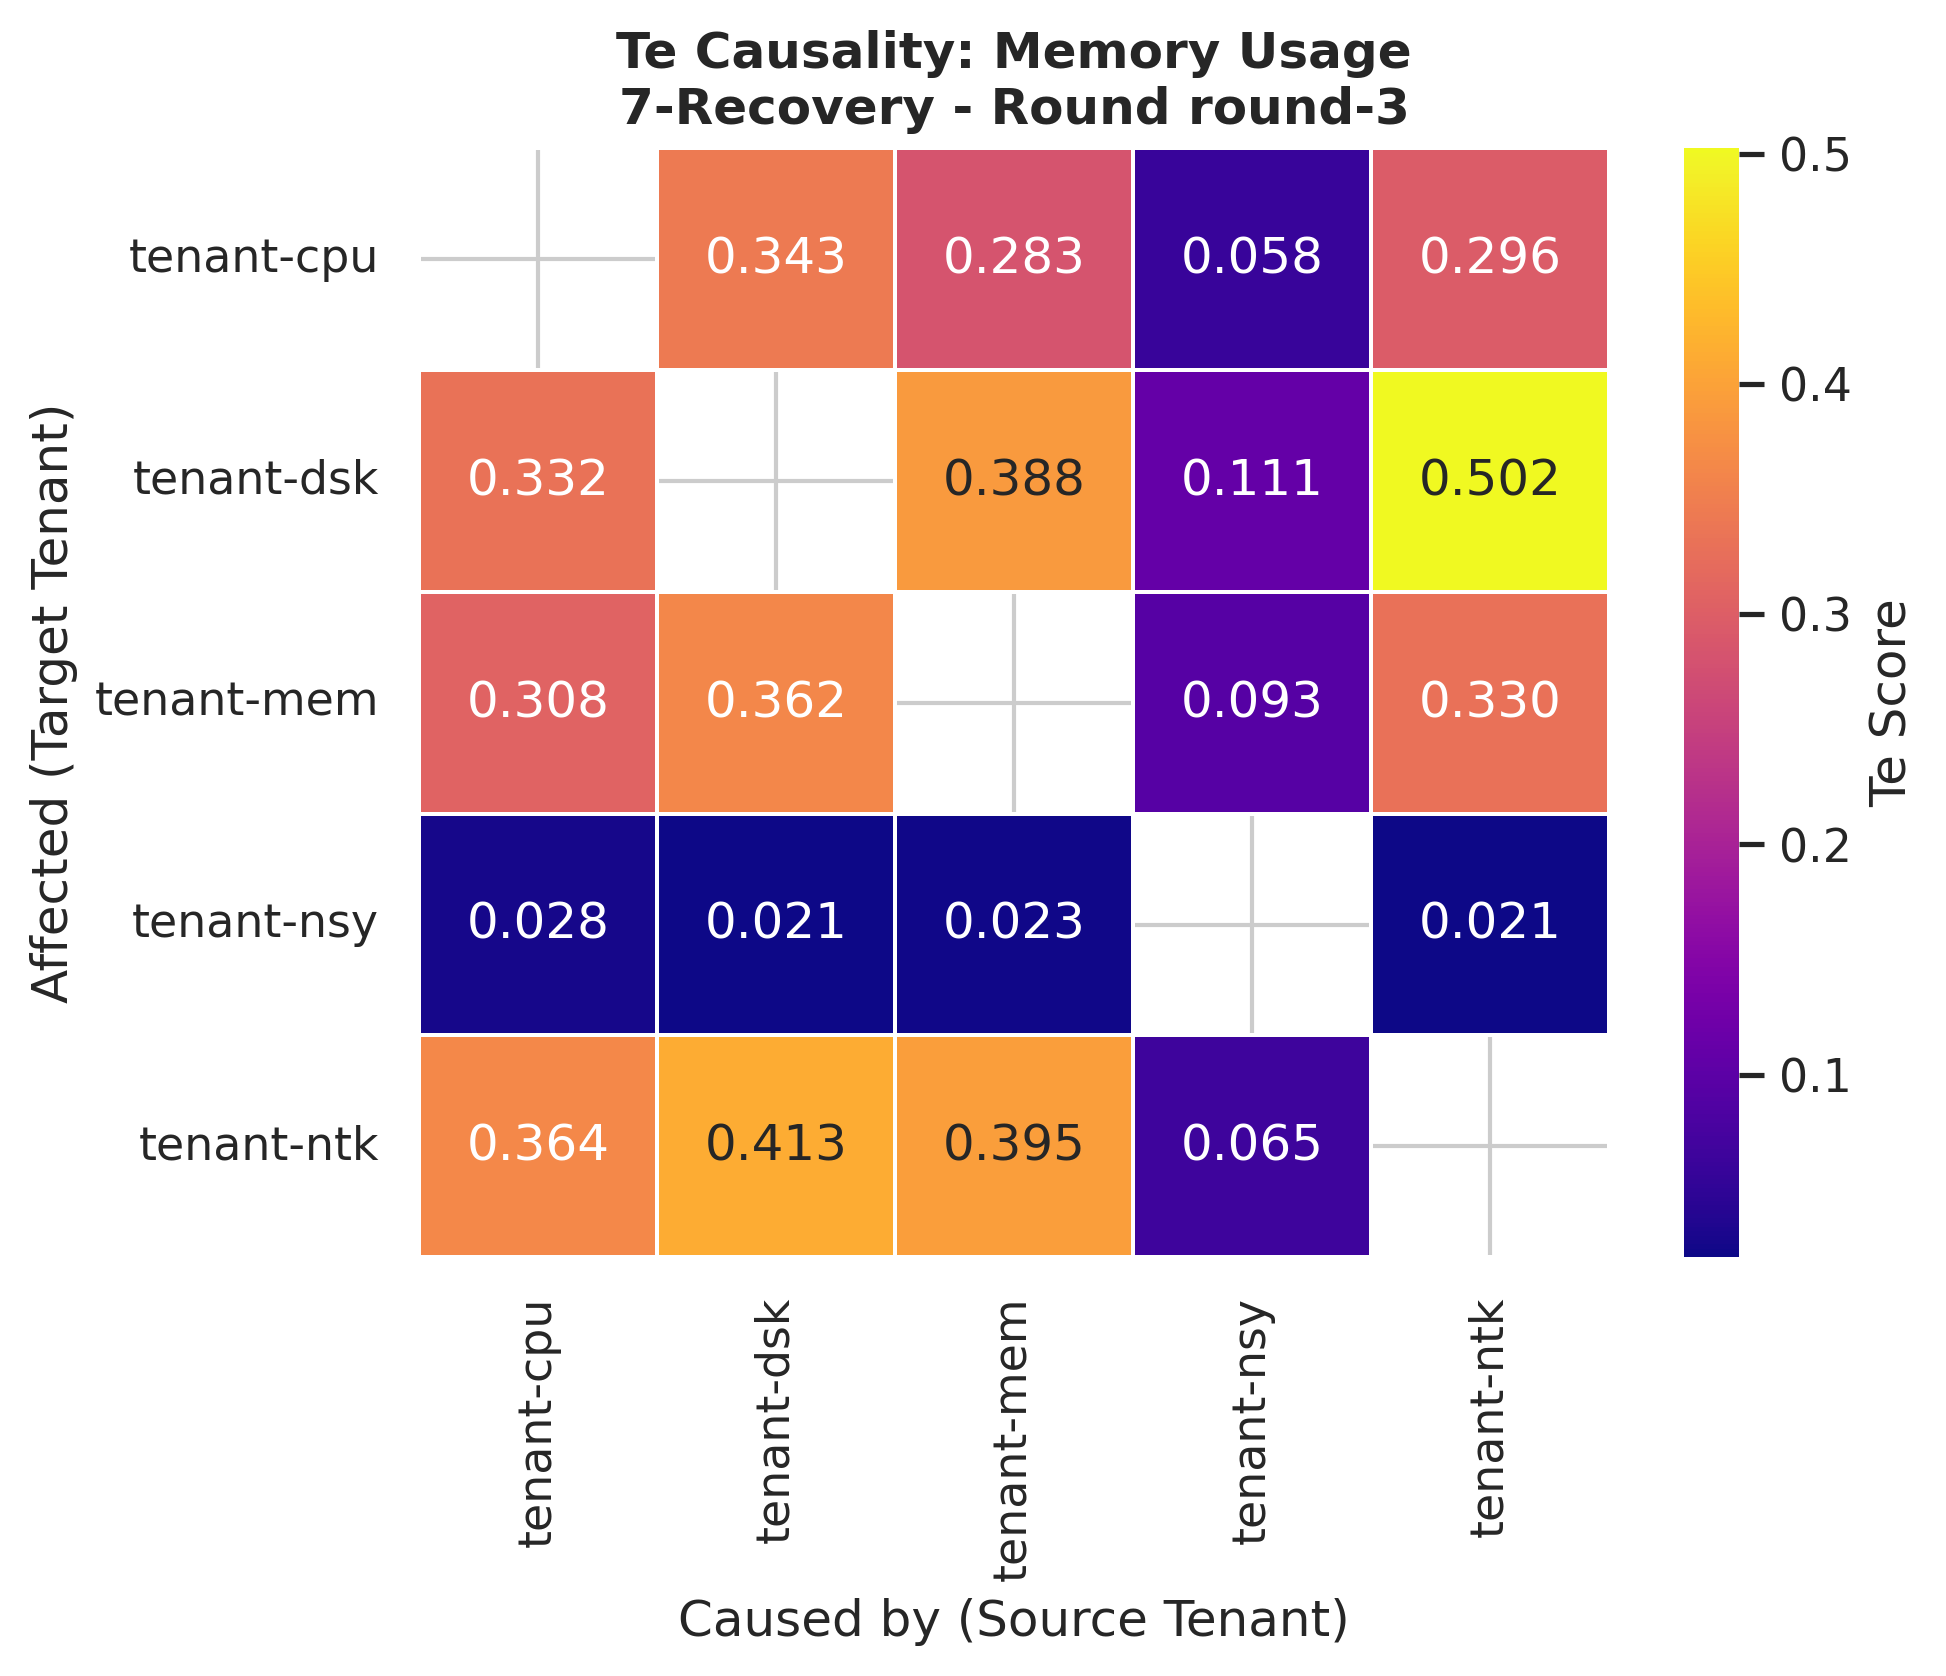 Te Causality: Memory Usage
7-Recovery - Round round-3
tenant-cpu
0.343 0.283 0.058 0.296
tenant-dsk
0.332 0.388 0.111 0.502
tenant-mem
0.308 0.362 0.093 0.330
tenant-nsy
0.028 0.021 0.023 0.021
tenant-ntk
0.364 0.413 0.395 0.065
Affected (Target Tenant)
tenant-cpu
tenant-dsk
tenant-mem
tenant-nsy
tenant-ntk
Caused by (Source Tenant)
0.5
0.4
0.3
0.2
0.1
Te Score